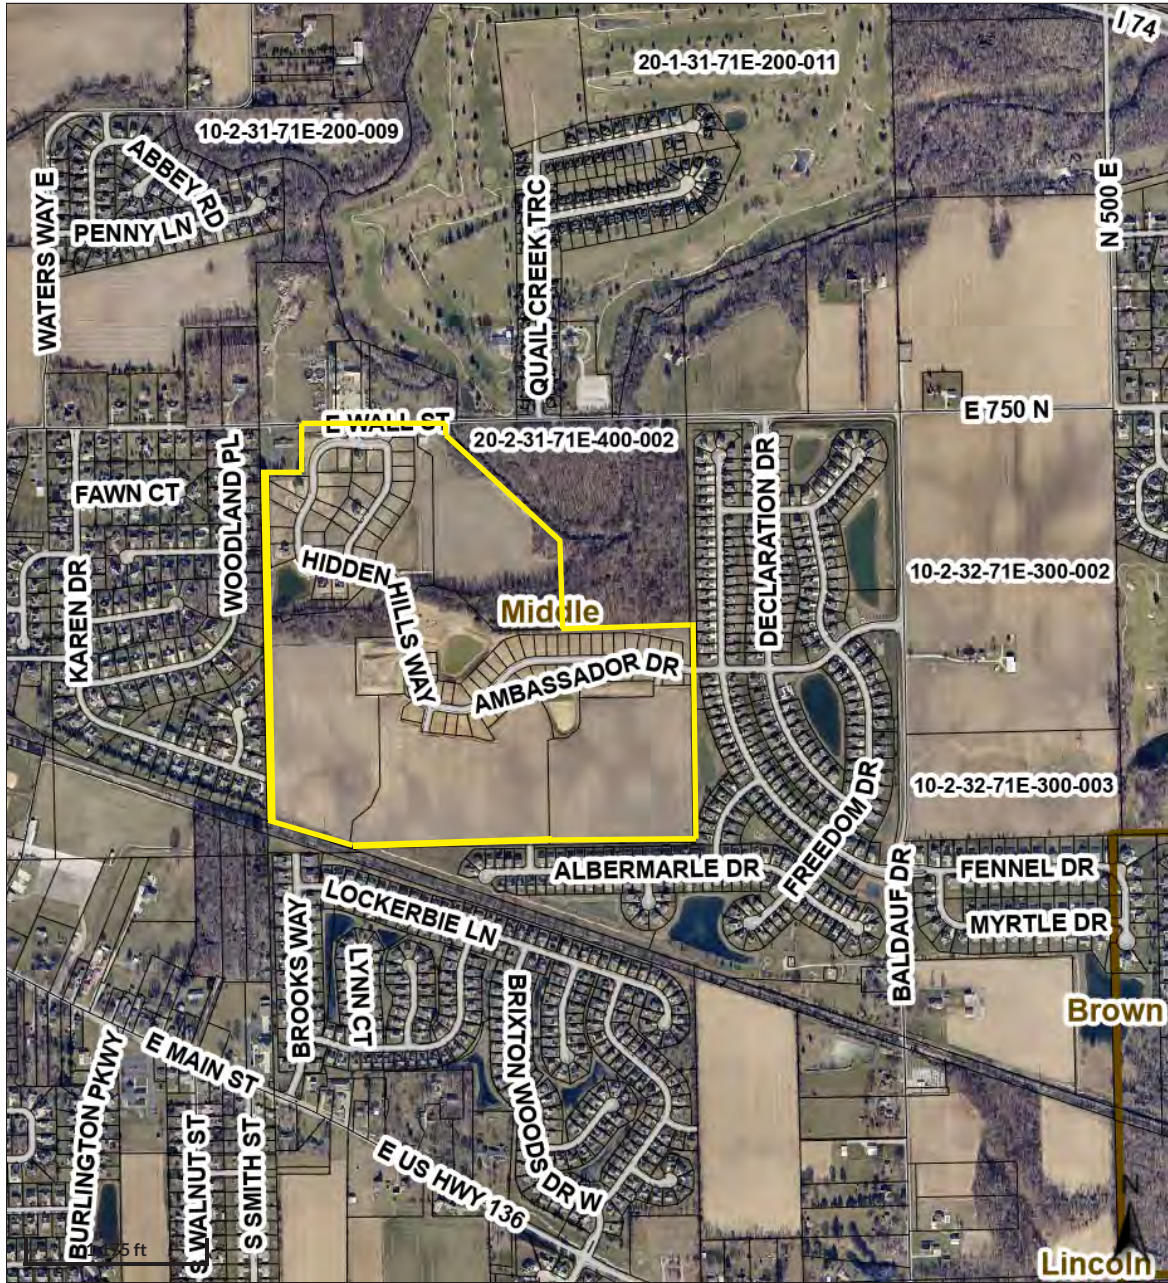 I 74
20-1-31-71E-200-011
10-2-31-71E-200-009
ABBEY RD
PENNY LN
WATERS WAY E
N 500 E
QUAIL CREEK TRC
E WALL ST
E 750 N
20-2-31-71E-400-002
FAWN CT
WOODLAND PL
KAREN DR
HIDDEN HILLS WAY
Middle
DECLARATION DR
10-2-32-71E-300-002
AMBASSADOR DR
10-2-32-71E-300-003
FREEDOM DR
ALBERMARLE DR
BALDAUF DR
FENNEL DR
MYRTLE DR
LOCKERBIE LN
BROOKS WAY
LYNN CT
BRIXTON WOODS DR W
Brown
E MAIN ST
BURLINGTON PKWY
S WALNUT ST
S SMITH ST
E US HWY 136
N
ft
Lincoln